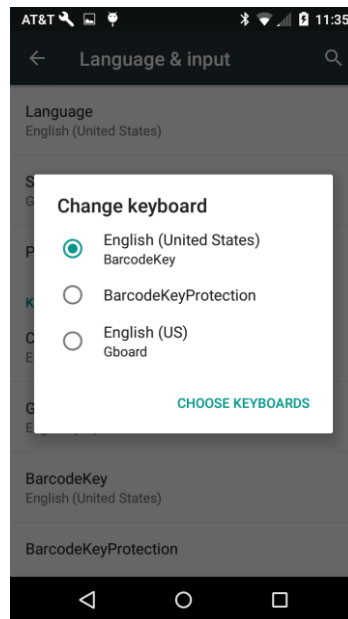 AT&T 11:35
Language & input
Language
English (United States)
S
G
Change keyboard
English (United States)
BarcodeKey
P
BarcodeKeyProtection
K
English (US)
Gboard
C
E
CHOOSE KEYBOARDS
G
E
BarcodeKey
English (United States)
BarcodeKeyProtection